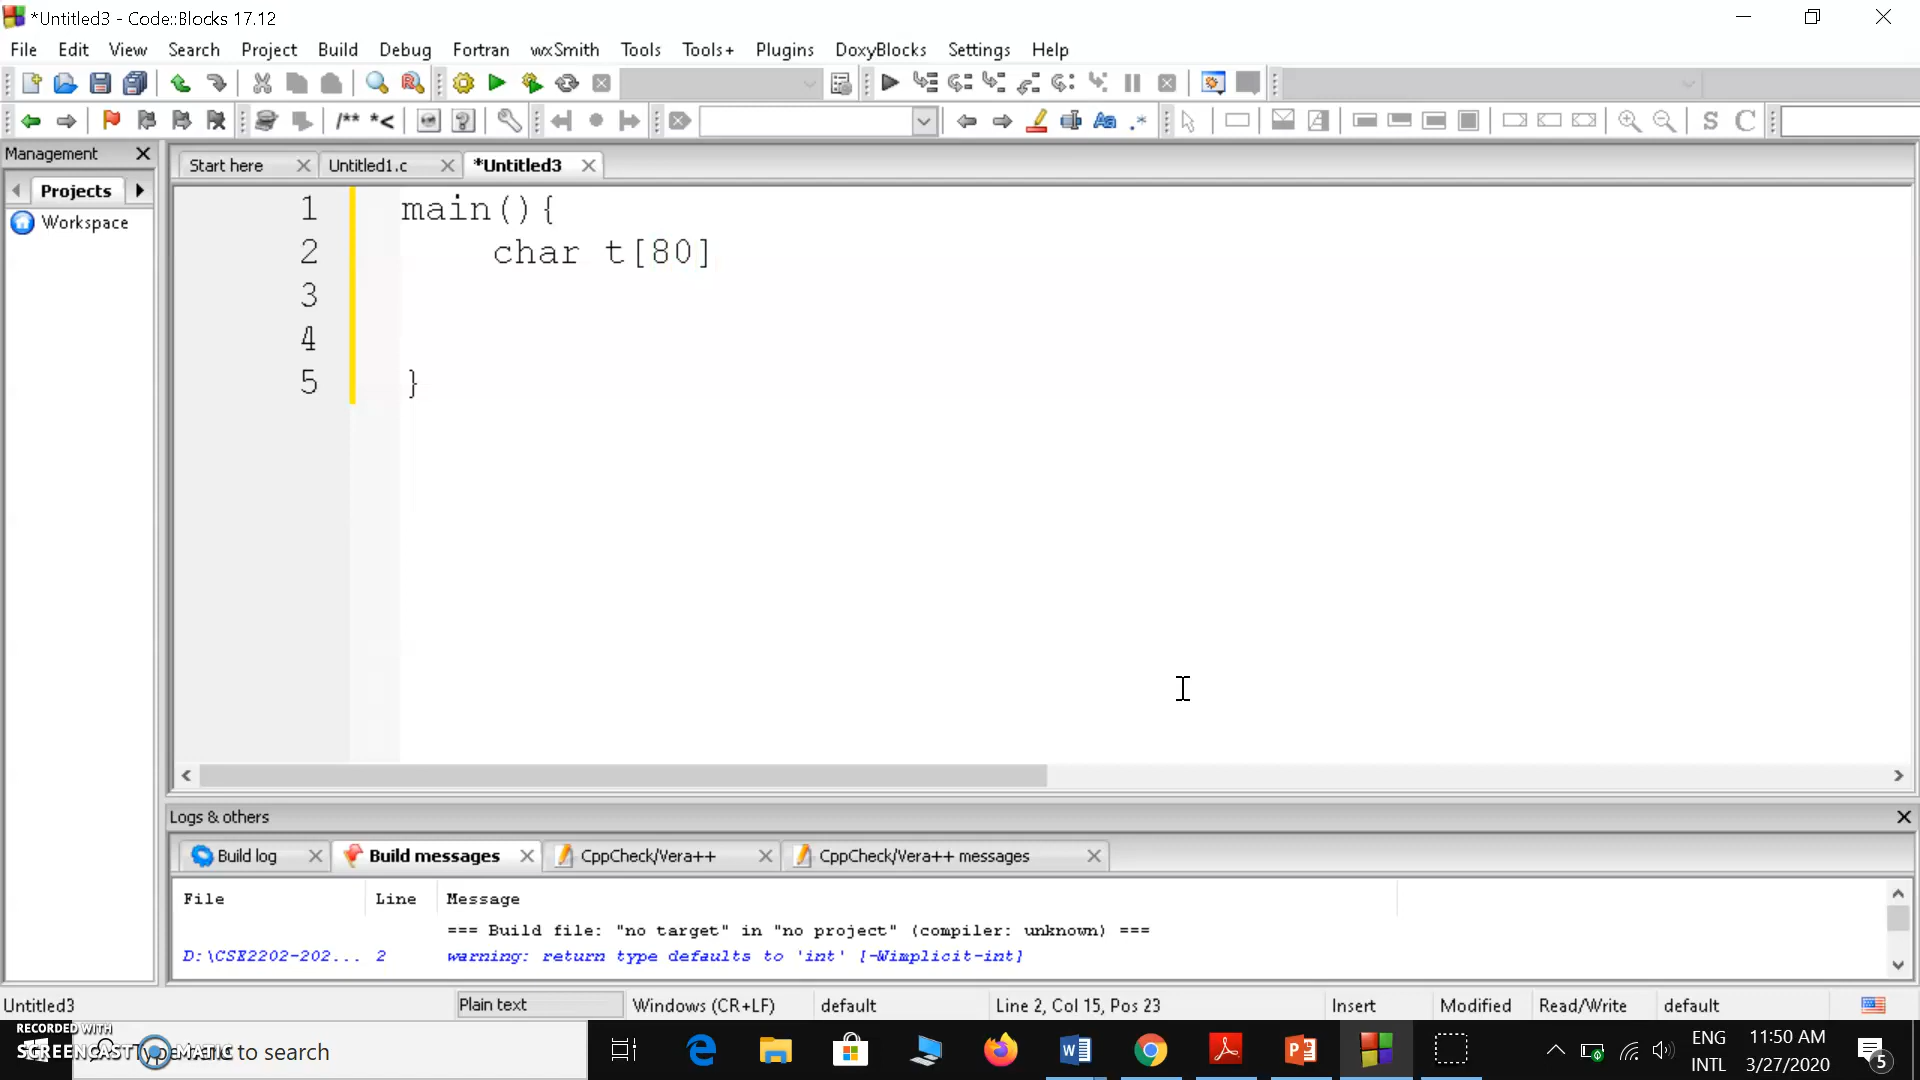 *Untitled3 - Code::Blocks 17.12
File Edit View Search Project Build Debug Fortran wxSmith Tools Tools+ Plugins DoxyBlocks Settings Help
/** *<
Aa .* S C
Management
Start here Untitled1.c *Untitled3
Projects
Workspace
1 main(){
2 char t[80]
3
4
5 }
Logs & others
Build log Build messages CppCheck/Vera++ CppCheck/Vera++ messages
File Line Message
=== Build file: "no target" in "no project" (compiler: unknown) ===
D:\CSE2202-202... 2 warning: return type defaults to 'int' [-Wimplicit-int]
Untitled3 Plain text Windows (CR+LF) default Line 2, Col 15, Pos 23 Insert Modified Read/Write default
RECORDED WITH
SCREENCAST MATIC
to search
ENG 11:50 AM
INTL 3/27/2020
5